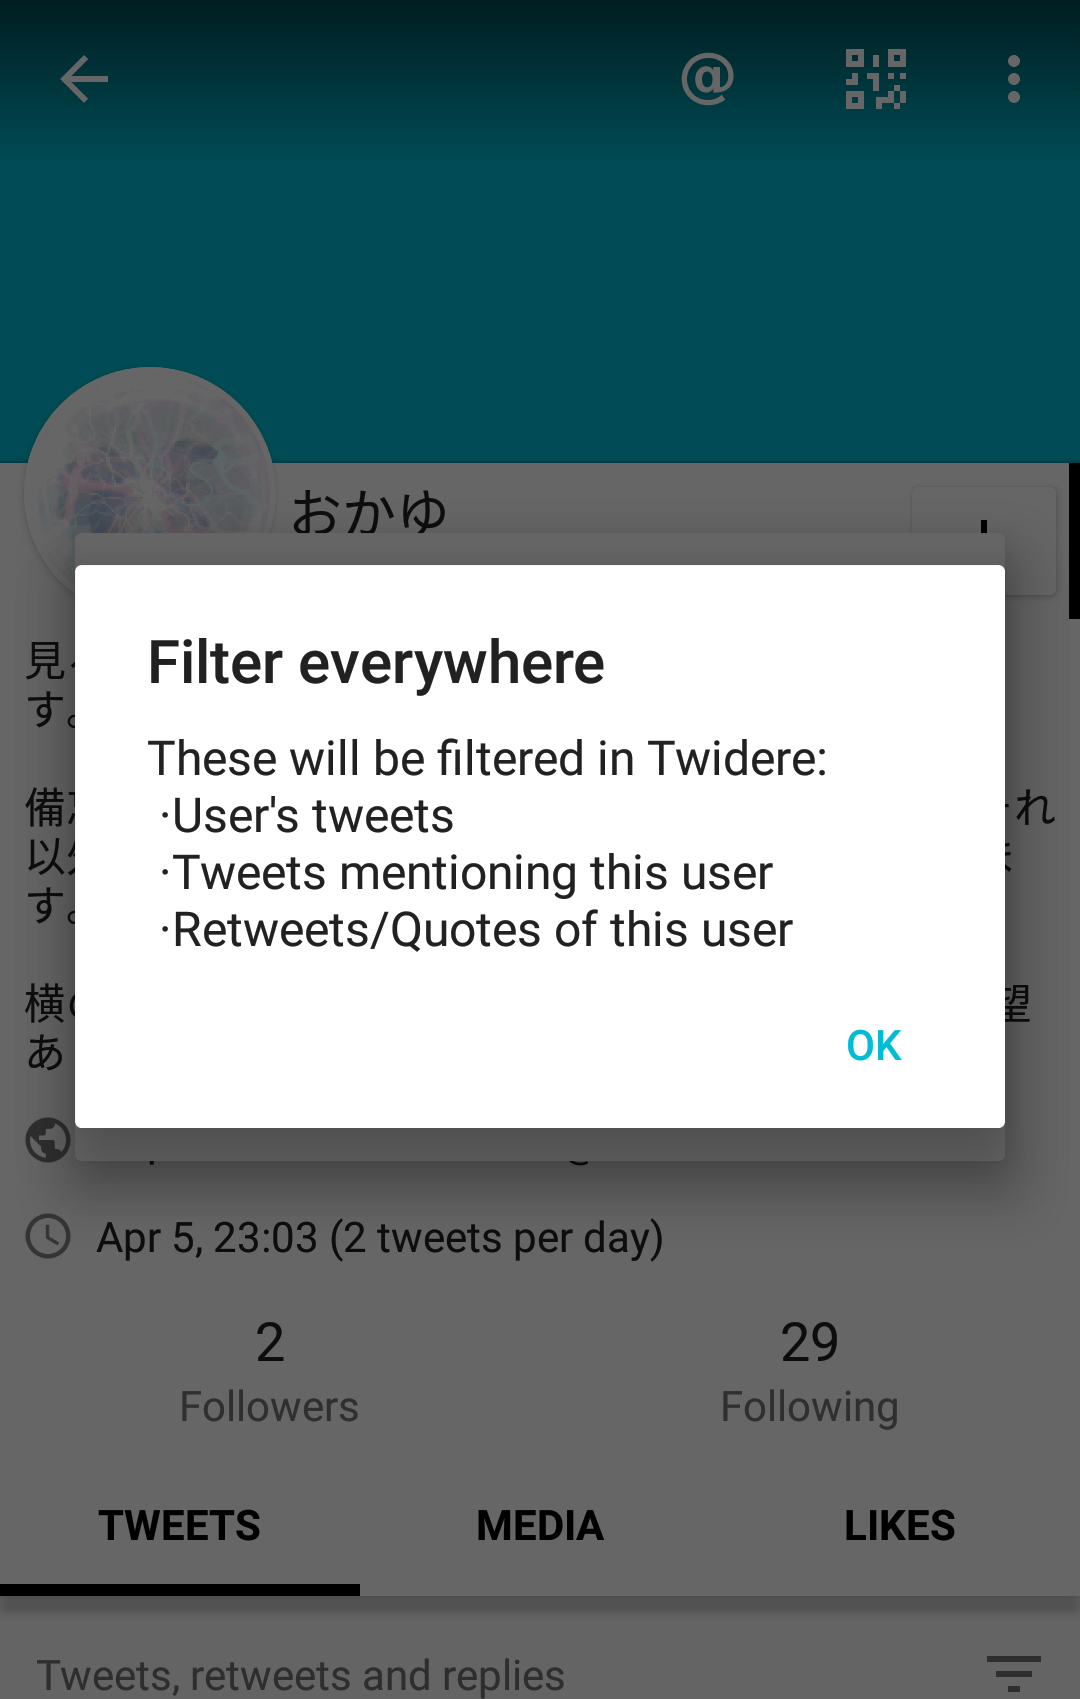 @
おかゆ
Filter everywhere
These will be filtered in Twidere:
·User's tweets
·Tweets mentioning this user
·Retweets/Quotes of this user
OK
見
す。
備
れ
以
す。
横
望
あ
Apr 5, 23:03 (2 tweets per day)
2
29
Followers
Following
TWEETS
MEDIA
LIKES
Tweets, retweets and replies